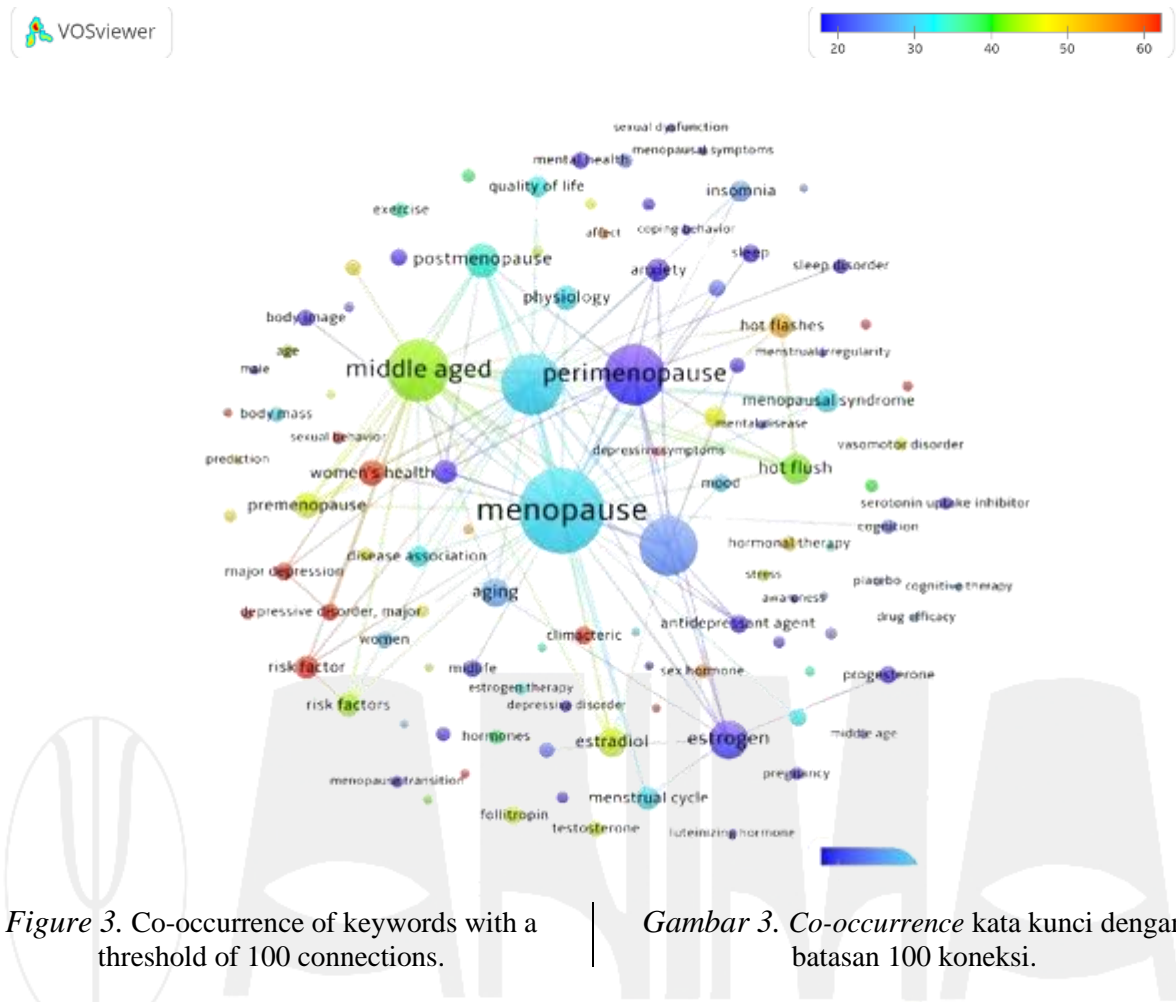 VOSviewer
20 30 40 50 60
sexual dysfunction
menopausal symptoms
mental health
quality of life
insomnia
exercise
affect
coping behavior
sleep
postmenopause
anxiety
sleep disorder
physiology
body image
hot flashes
age
menstrual irregularity
male
middle aged
perimenopause
menopausal syndrome
body mass
mental disease
sexual behavior
vasomotor disorder
depressive symptoms
prediction
women's health
hot flush
mood
premenopause
menopause
serotonin uptake inhibitor
cognition
disease association
hormonal therapy
major depression
stress
placebo
cognitive therapy
aging
awareness
depressive disorder, major
drug efficacy
antidepressant agent
women
climacteric
risk factor
midlife
sex hormone
progesterone
estrogen therapy
risk factors
depressive disorder
hormones
estradiol
estrogen
middle age
menopause transition
pregnancy
menstrual cycle
follitropin
testosterone
luteinizing hormone
Figure 3. Co-occurrence of keywords with a
threshold of 100 connections.
Gambar 3. Co-occurrence kata kunci dengan
batasan 100 koneksi.